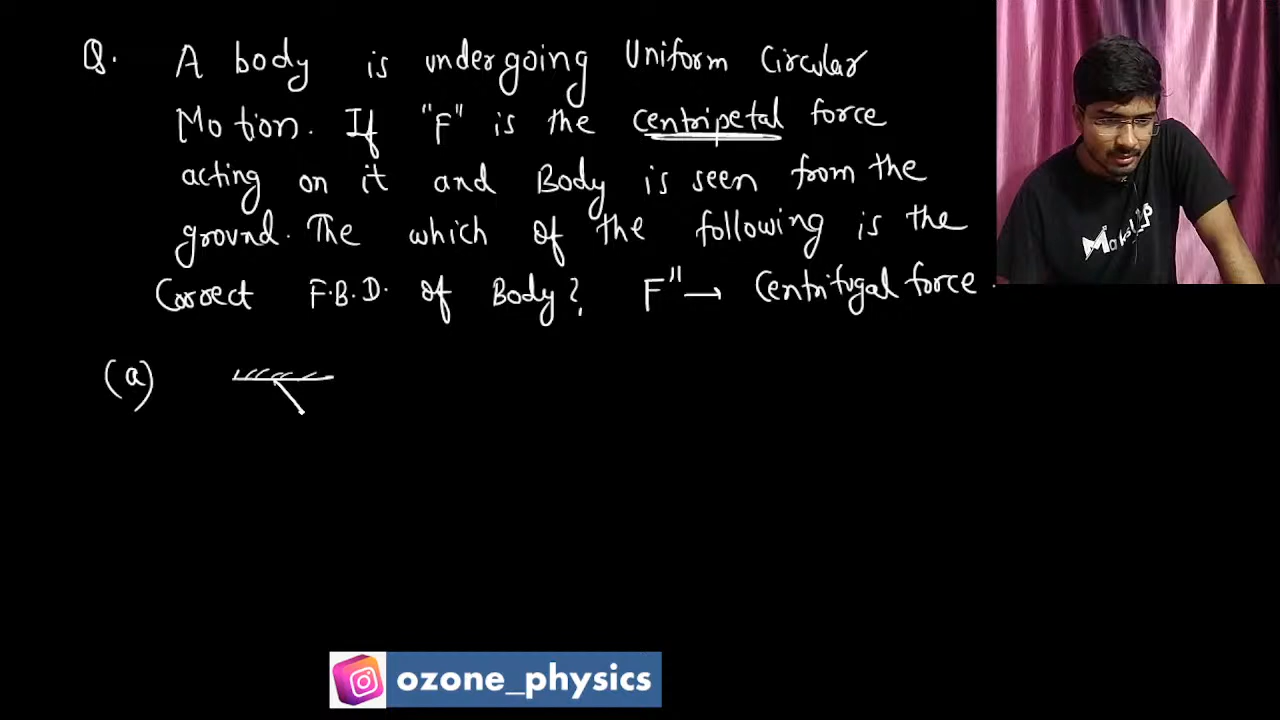 Q. A body is undergoing Uniform Circular
Motion. If "F" is the centripetal force
acting on it and Body is seen from the
ground. The which of the following is the
Correct F.B.D. of Body? F" → Centrifugal force.
(a)
ozone_physics